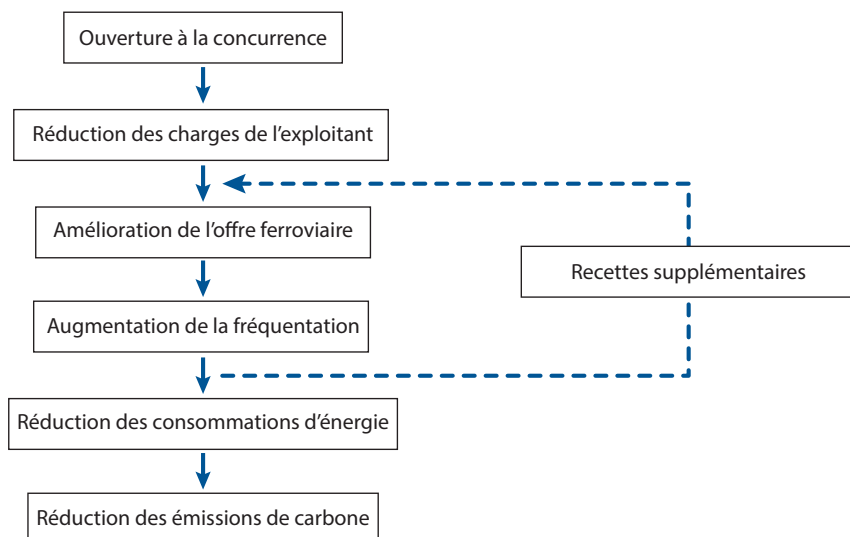 Ouverture à la concurrence
Réduction des charges de l’exploitant
Amélioration de l’offre ferroviaire
Recettes supplémentaires
Augmentation de la fréquentation
Réduction des consommations d’énergie
Réduction des émissions de carbone